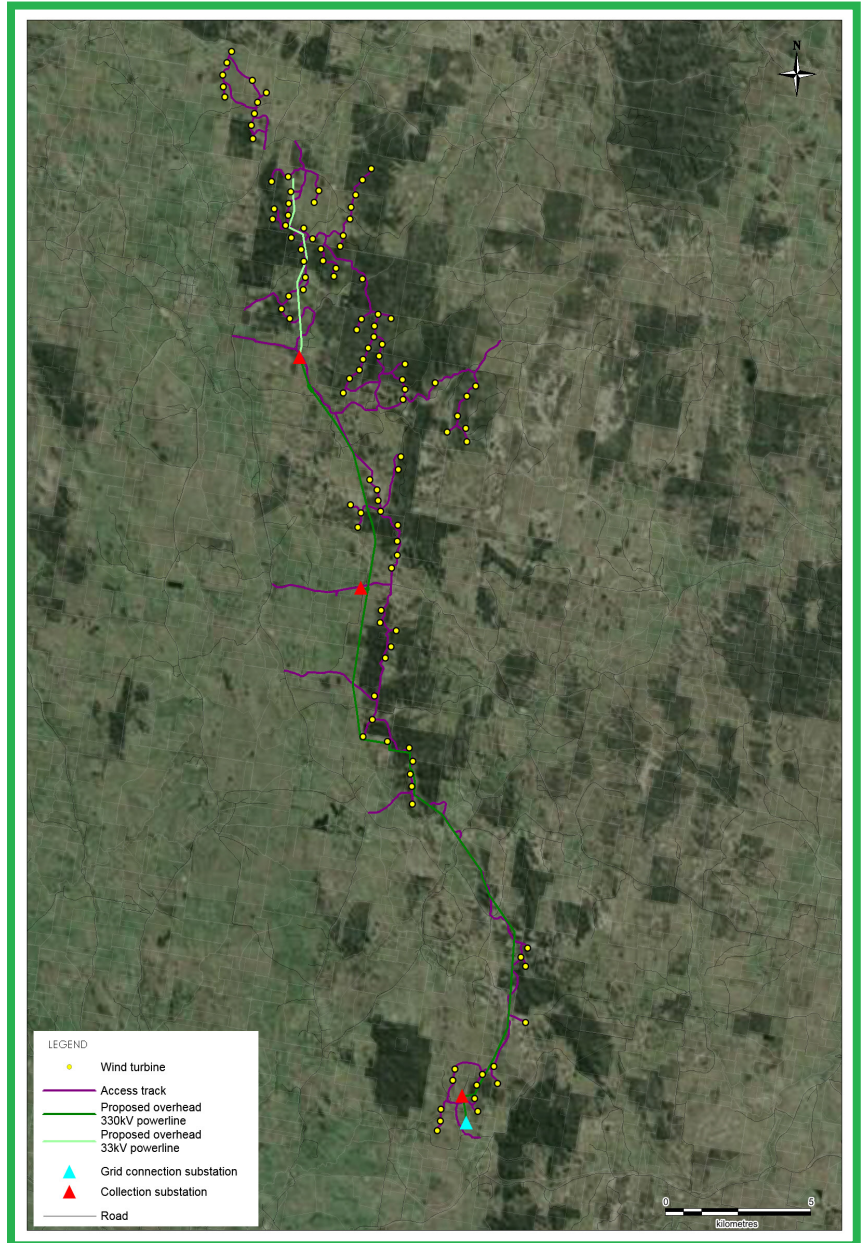 N
LEGEND
Wind turbine
Access track
Proposed overhead
330kV powerline
Proposed overhead
33kV powerline
Grid connection substation
Collection substation
Road
0 5
kilometres